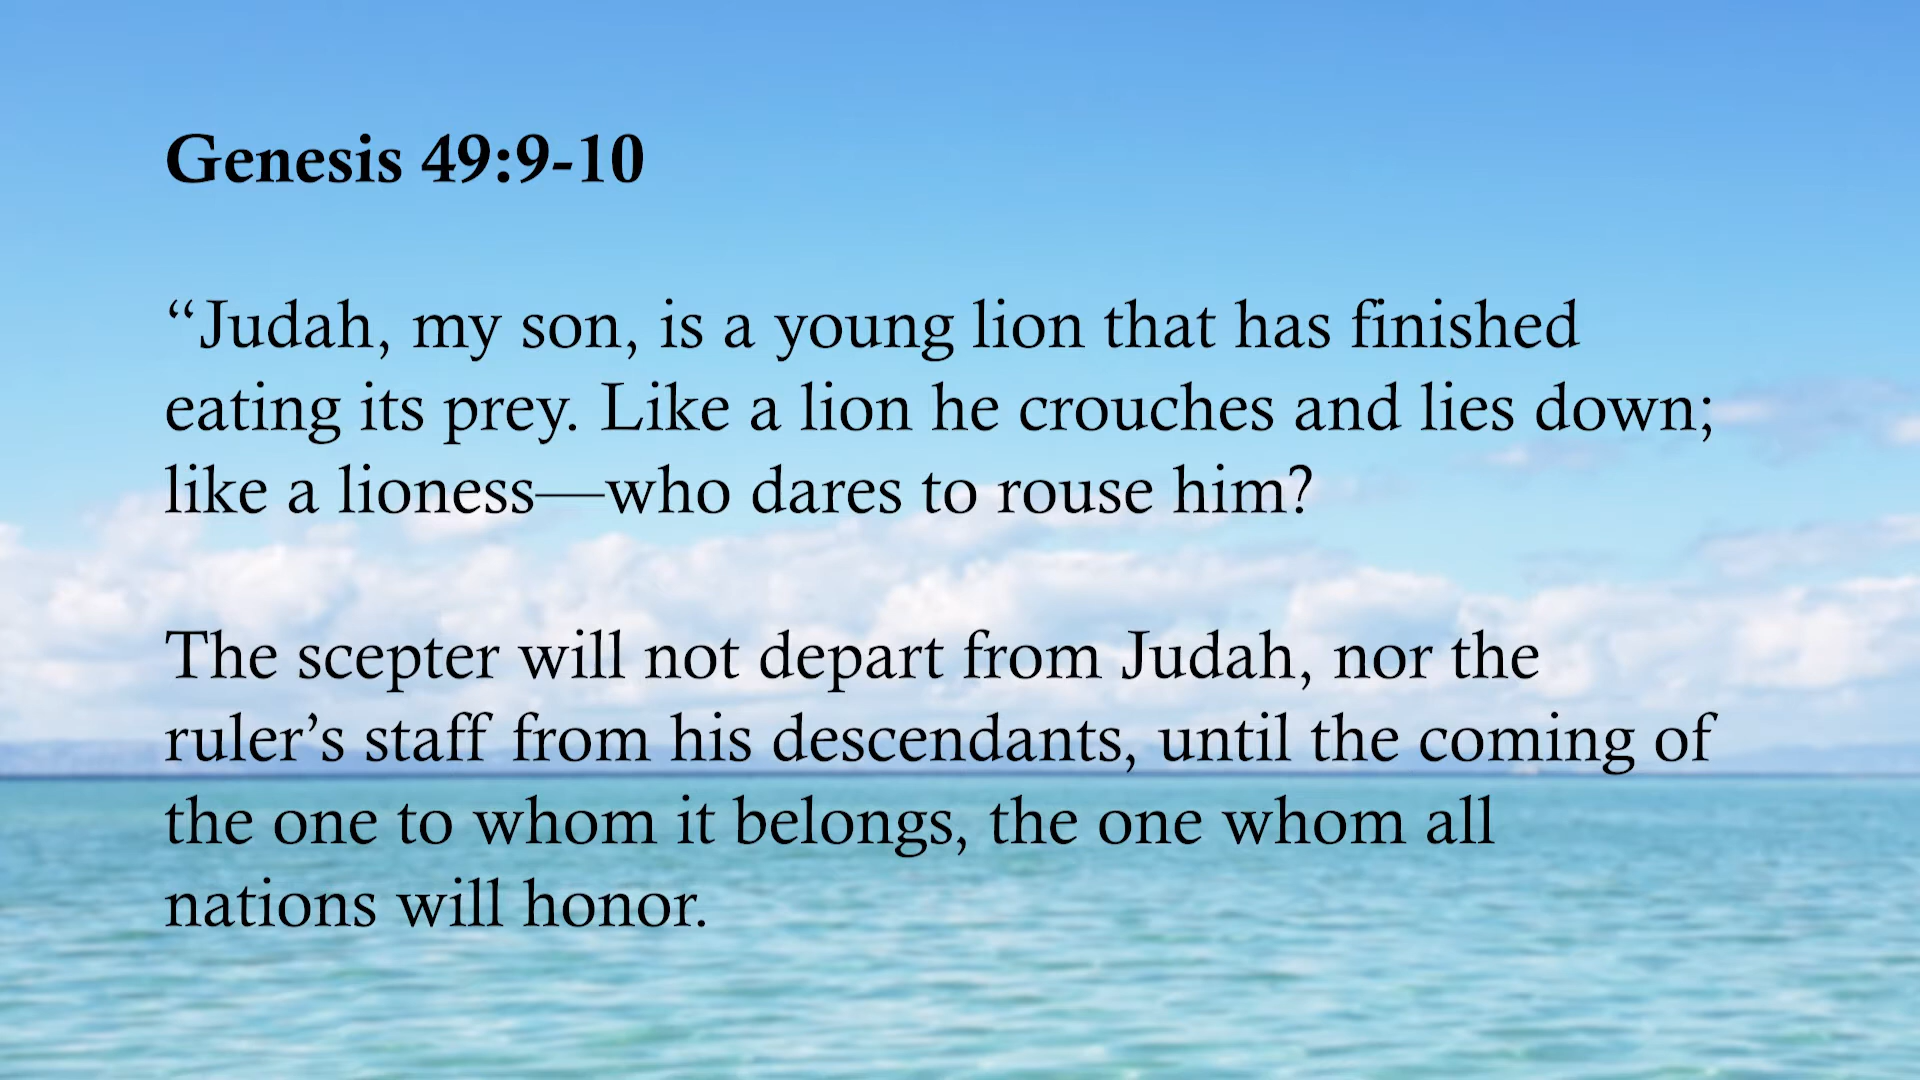 Genesis 49:9-10
“Judah, my son, is a young lion that has finished
eating its prey. Like a lion he crouches and lies down;
like a lioness—who dares to rouse him?
The scepter will not depart from Judah, nor the
ruler’s staff from his descendants, until the coming of
the one to whom it belongs, the one whom all
nations will honor.